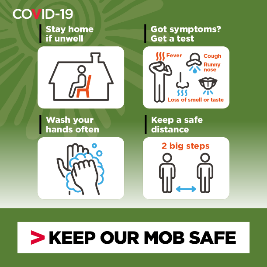 COVID-19
Stay home
if unwell
Got symptoms?
Get a test
Fever
Cough
Runny
nose
Loss of smell or taste
Wash your
hands often
Keep a safe
distance
2 big steps
> KEEP OUR MOB SAFE